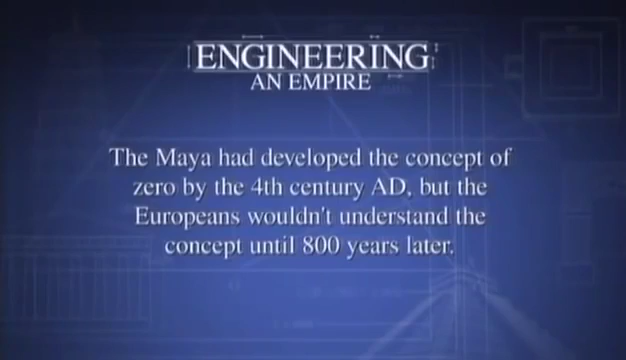 ENGINEERING
AN EMPIRE
The Maya had developed the concept of
zero by the 4th century AD, but the
Europeans wouldn't understand the
concept until 800 years later.